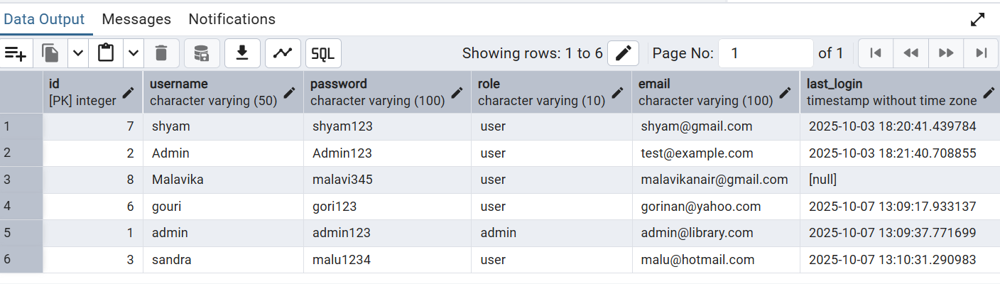 Data Output Messages Notifications
SQL Showing rows: 1 to 6 Page No: 1 of 1
id username password role email last_login
[PK] integer character varying (50) character varying (100) character varying (10) character varying (100) timestamp without time zone
1 7 shyam shyam123 user shyam@gmail.com 2025-10-03 18:20:41.439784
2 2 Admin Admin123 user test@example.com 2025-10-03 18:21:40.708855
3 8 Malavika malavi345 user malavikanair@gmail.com [null]
4 6 gouri gori123 user gorinan@yahoo.com 2025-10-07 13:09:17.933137
5 1 admin admin123 admin admin@library.com 2025-10-07 13:09:37.771699
6 3 sandra malu1234 user malu@hotmail.com 2025-10-07 13:10:31.290983